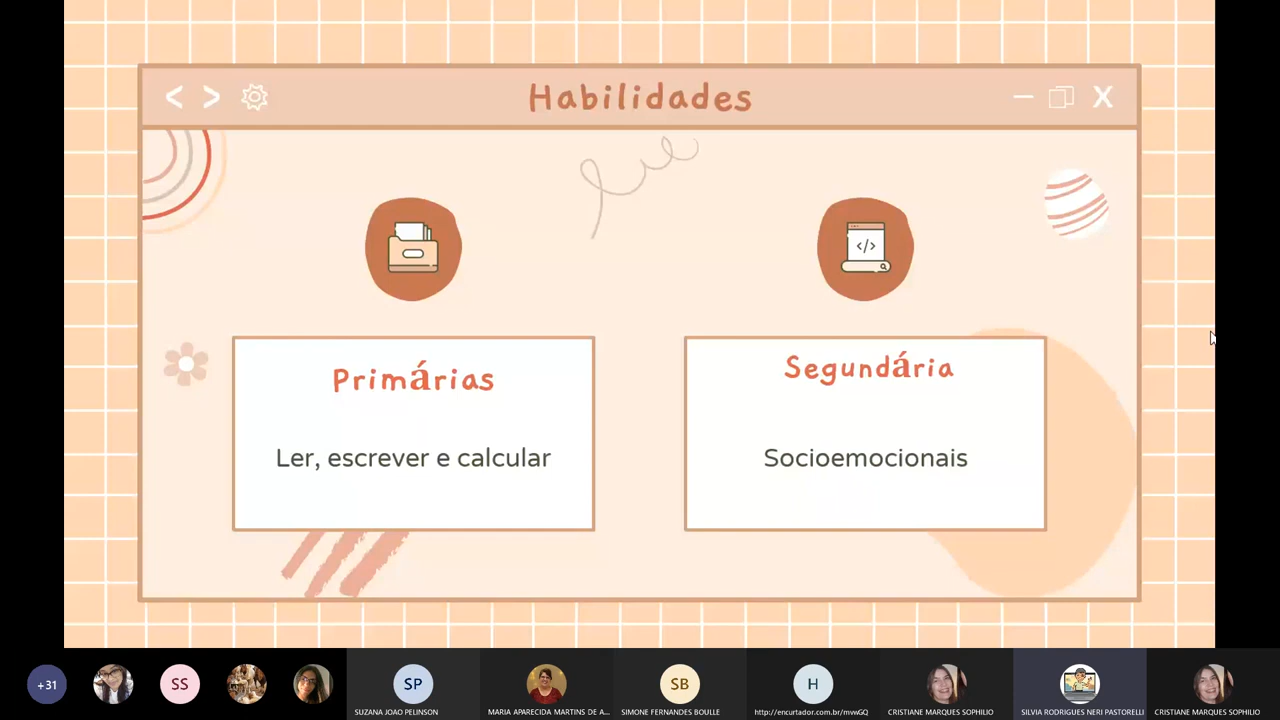 Habilidades
Primárias
Ler, escrever e calcular
Segundária
Socioemocionais
+31
SS
SP
SB
H
SUZANA JOAO PELINSON
MARIA APARECIDA MARTINS DE A...
SIMONE FERNANDES BOULLE
http://encurtador.com.br/mvwGQ
CRISTIANE MARQUES SOPHILIO
SILVIA RODRIGUES NERI PASTORELLI
CRISTIANE MARQUES SOPHILIO